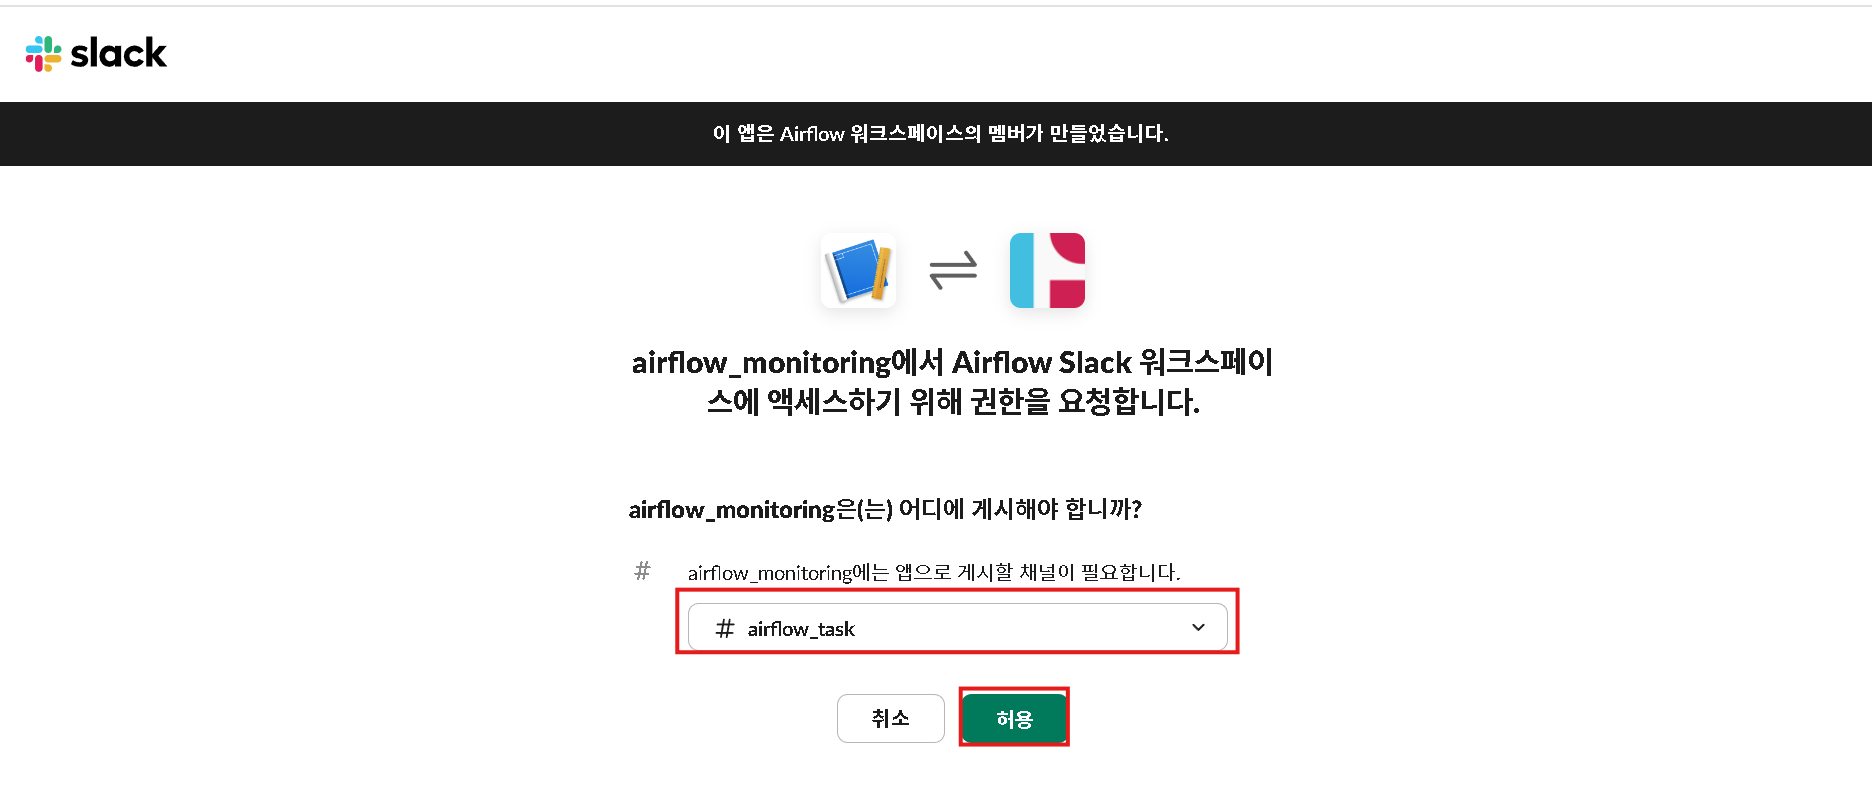 slack
이 앱은 Airflow 워크스페이스의 멤버가 만들었습니다.
airflow_monitoring에서 Airflow Slack 워크스페이
스에 액세스하기 위해 권한을 요청합니다.
airflow_monitoring은(는) 어디에 게시해야 합니까?
# airflow_monitoring에는 앱으로 게시할 채널이 필요합니다.
# airflow_task
취소 허용